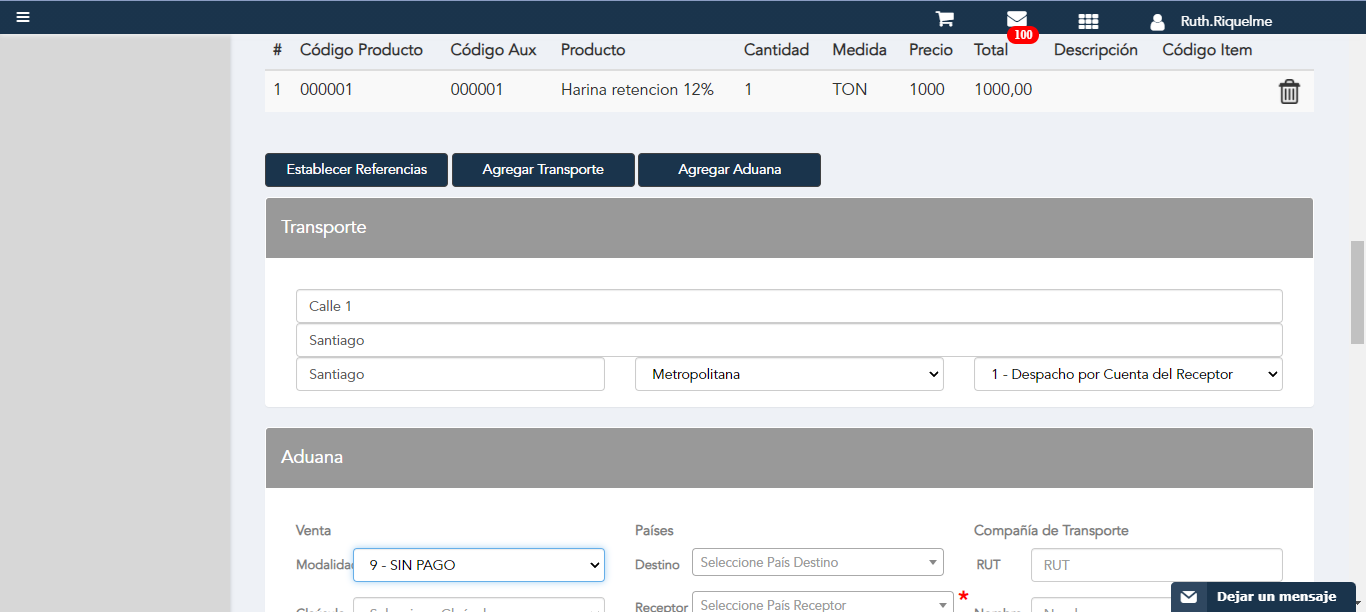 Ruth.Riquelme
100
# Código Producto Código Aux Producto Cantidad Medida Precio Total Descripción Código Item
1 000001 000001 Harina retencion 12% 1 TON 1000 1000,00
Establecer Referencias Agregar Transporte Agregar Aduana
Transporte
Calle 1
Santiago
Santiago Metropolitana 1 - Despacho por Cuenta del Receptor
Aduana
Venta Países Compañía de Transporte
Modalidad 9 - SIN PAGO Destino Seleccione País Destino RUT RUT
Receptor Seleccione País Receptor *
Dejar un mensaje